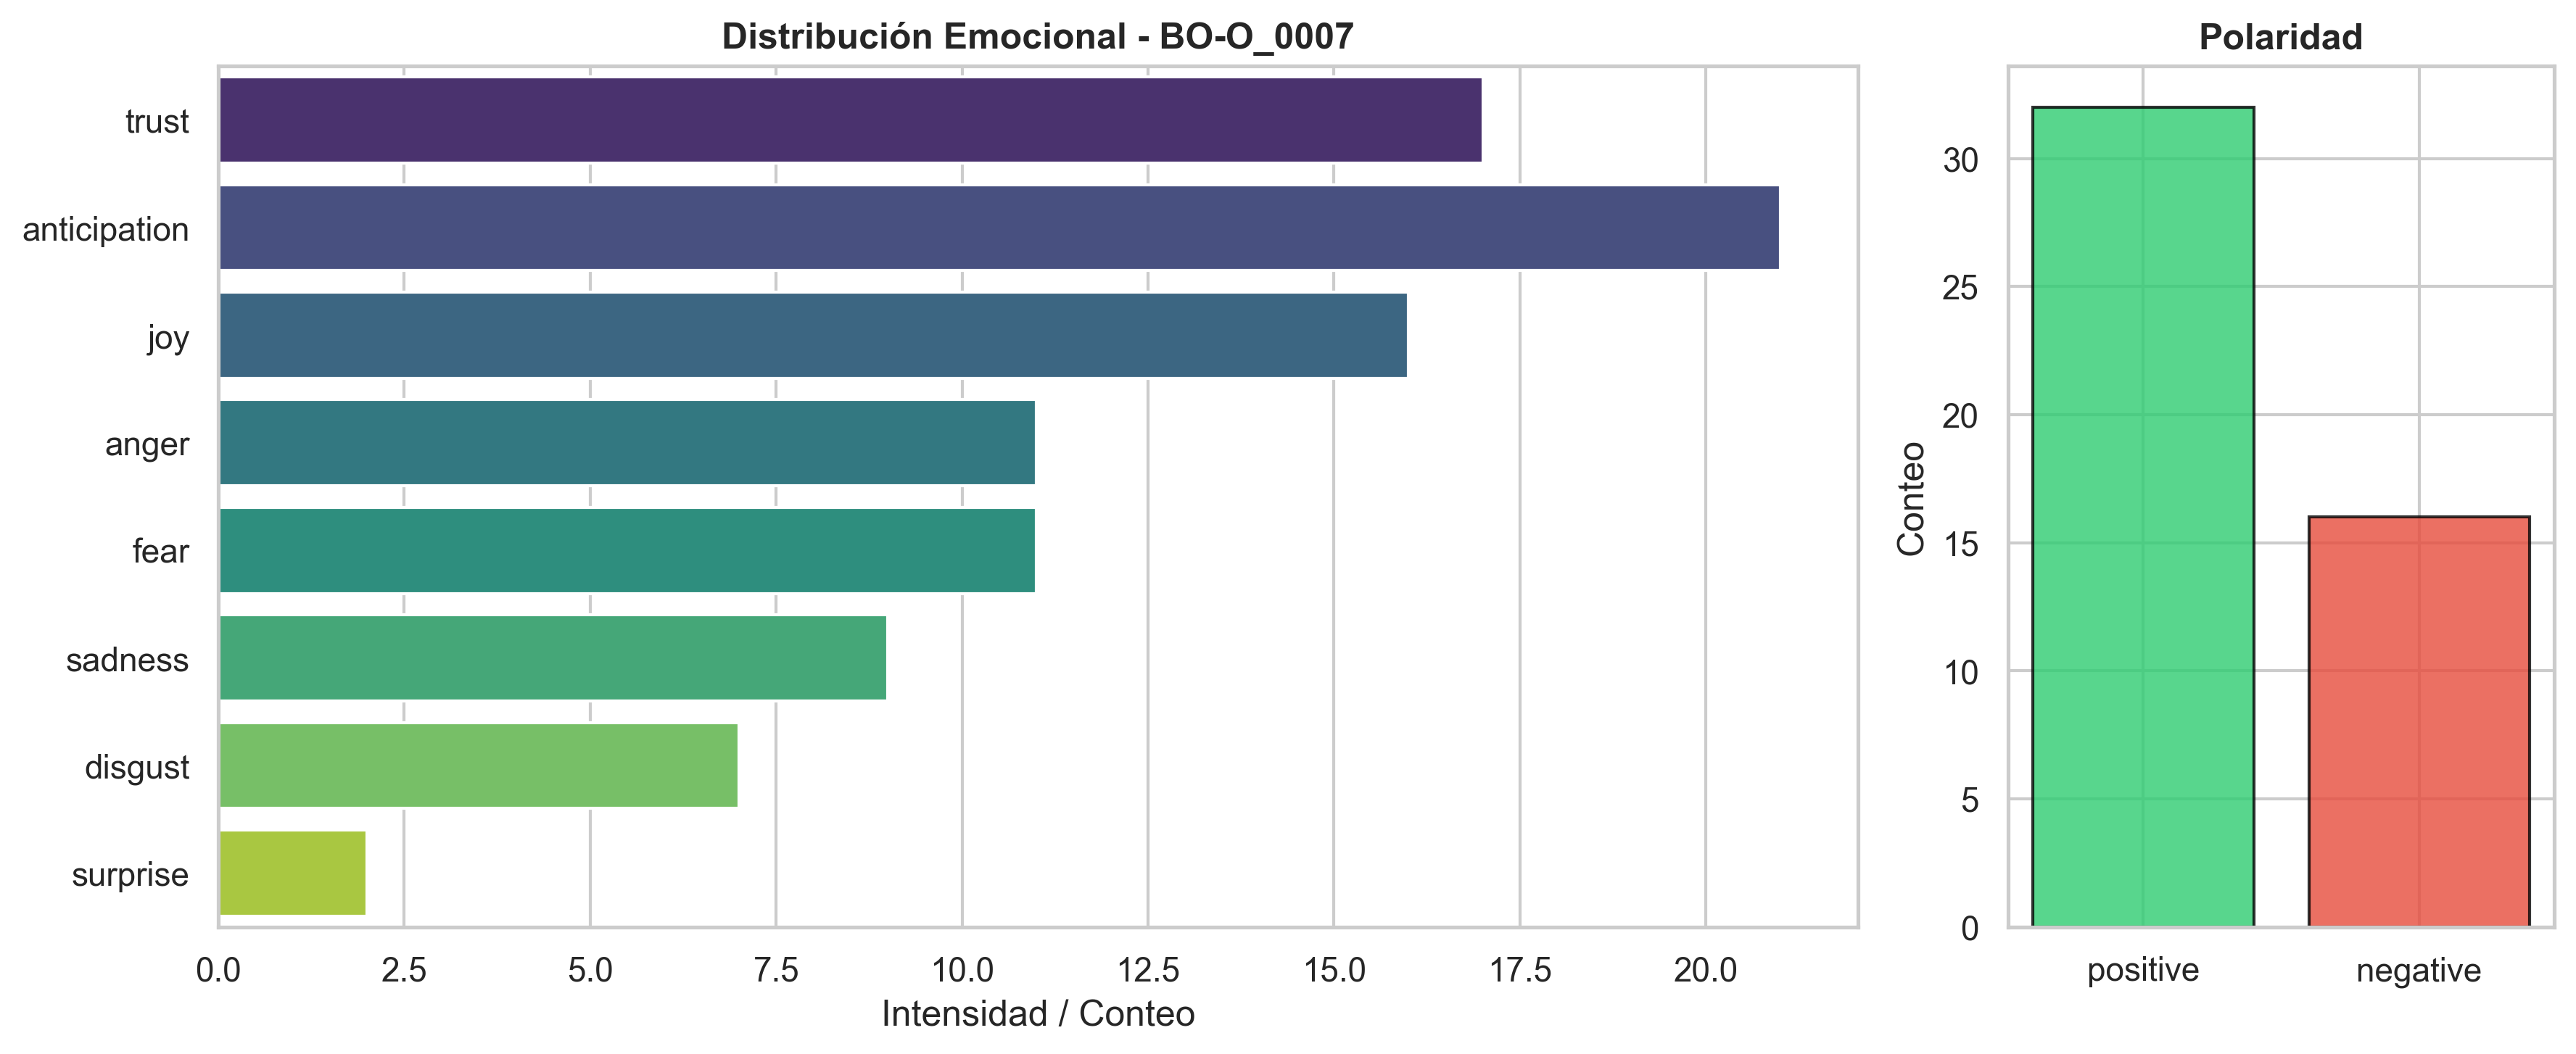 Distribución Emocional - BO-O_0007
trust
anticipation
joy
anger
fear
sadness
disgust
surprise
0.0 2.5 5.0 7.5 10.0 12.5 15.0 17.5 20.0
Intensidad / Conteo
Polaridad
Conteo
30
25
20
15
10
5
0
positive negative